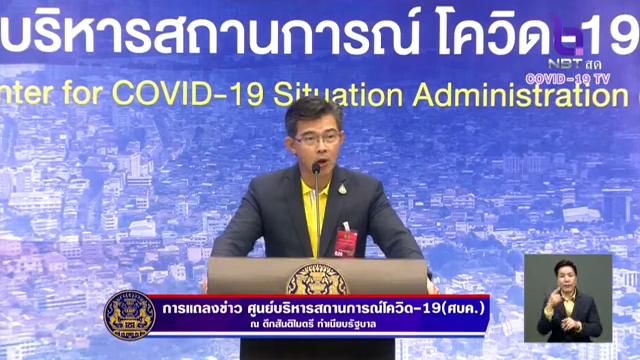 บริหารสถานการณ์ โควิด-19
NBT สด
COVID-19 TV
nter for COVID-19 Situation Administration
การแถลงข่าว ศูนย์บริหารสถานการณ์โควิด-19(ศบค.)
ณ ตึกสันติไมตรี ทำเนียบรัฐบาล